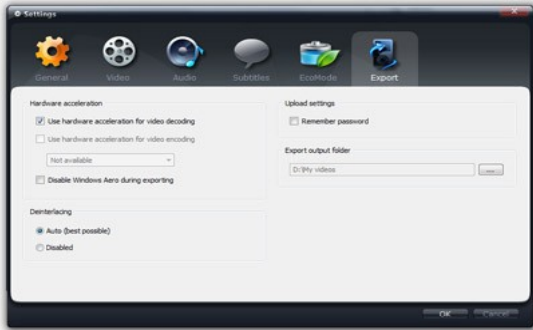 Settings
General
Video
Audio
Subtitles
EcoMode
Export
Hardware acceleration
Use hardware acceleration for video decoding
Use hardware acceleration for video encoding
Not available
Disable Windows Aero during exporting
Deinterlacing
Auto (best possible)
Disabled
Upload settings
Remember password
Export output folder
D:\My videos
...
OK
Cancel